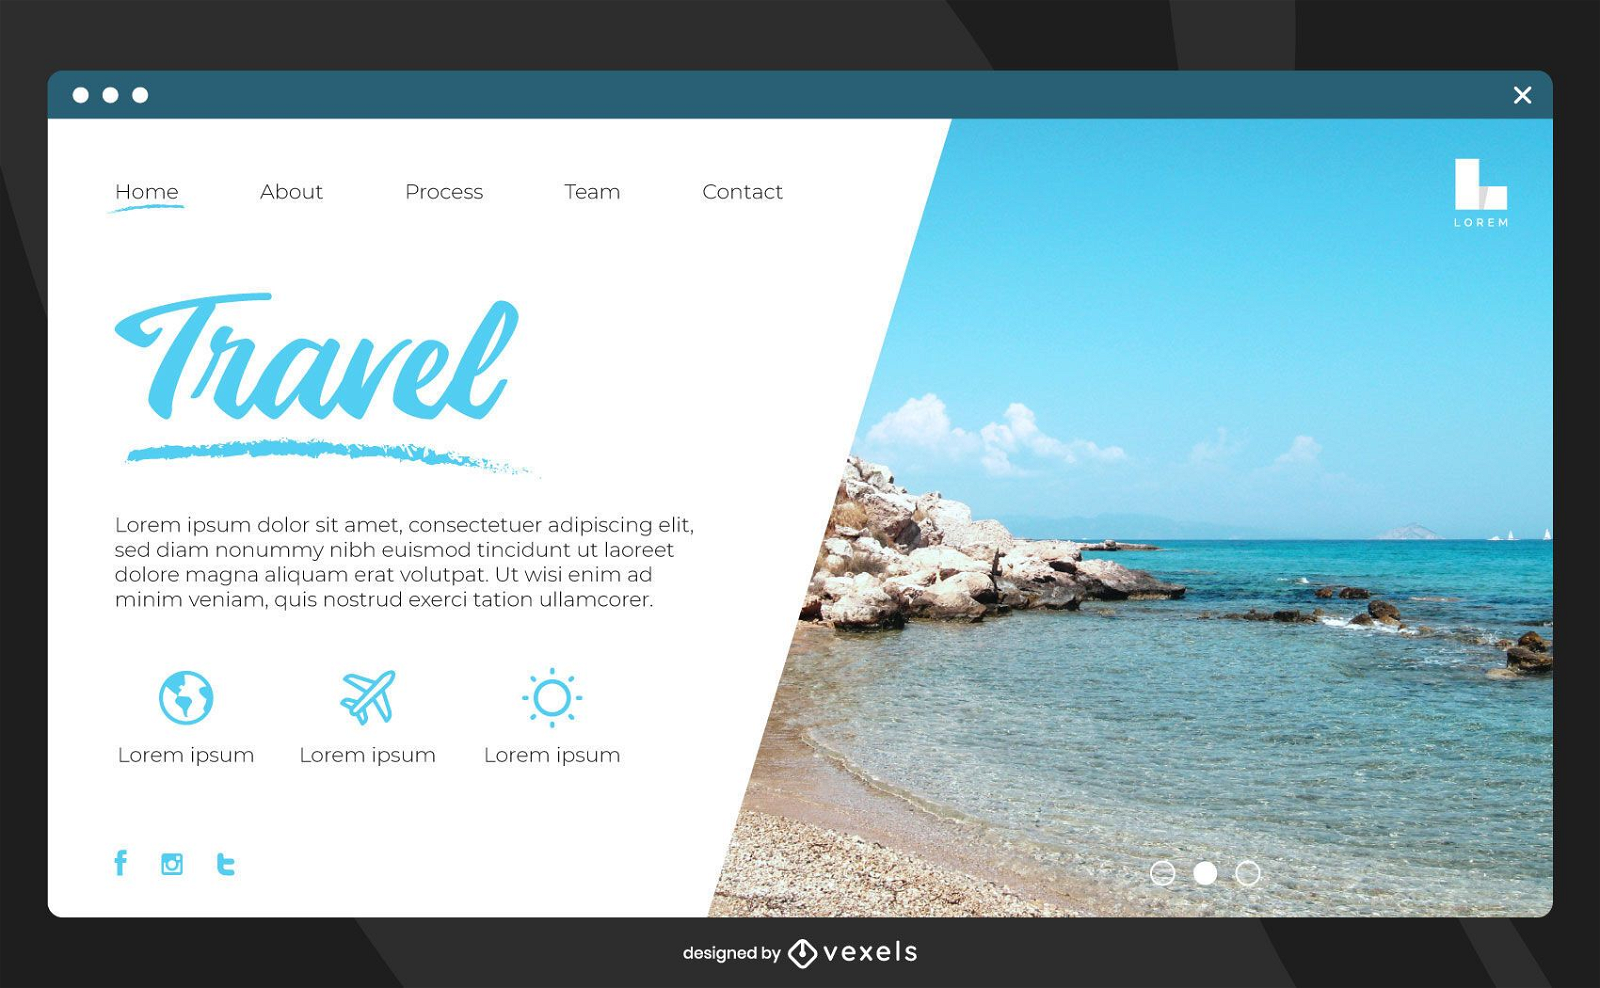 Home About Process Team Contact
LOREM
Travel
Lorem ipsum dolor sit amet, consectetuer adipiscing elit,
sed diam nonummy nibh euismod tincidunt ut laoreet
dolore magna aliquam erat volutpat. Ut wisi enim ad
minim veniam, quis nostrud exerci tation ullamcorer.
Lorem ipsum Lorem ipsum Lorem ipsum
designed by vexels